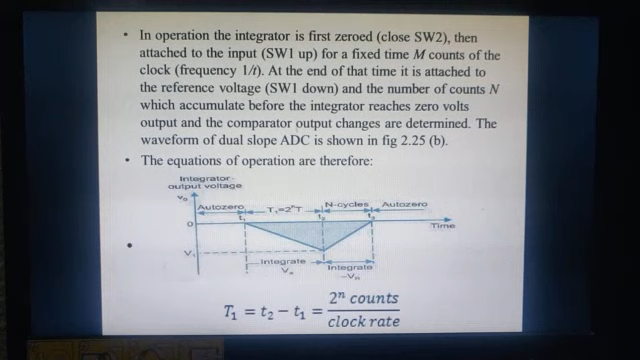 • In operation the integrator is first zeroed (close SW2), then
attached to the input (SW1 up) for a fixed time M counts of the
clock (frequency 1/t). At the end of that time it is attached to
the reference voltage (SW1 down) and the number of counts N
which accumulate before the integrator reaches zero volts
output and the comparator output changes are determined. The
waveform of dual slope ADC is shown in fig 2.25 (b).
• The equations of operation are therefore:
Integrator
output voltage
Autozero T₁=2ⁿT N-cycles Autozero
t₁ t₂ t₃
0
Time
Integrate
Integrate
T₁ = t₂ − t₁ = 2ⁿ counts
clock rate